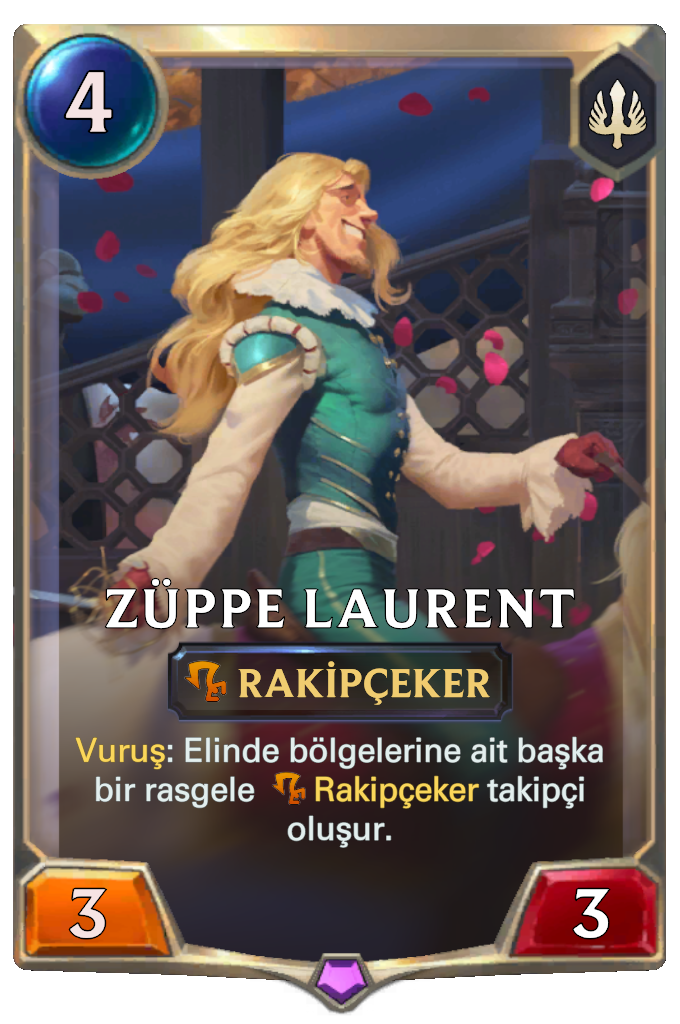 4
ZÜPPE LAURENT
RAKİPÇEKER
Vuruş: Elinde bölgelerine ait başka
bir rasgele Rakipçeker takipçi
oluşur.
3
3